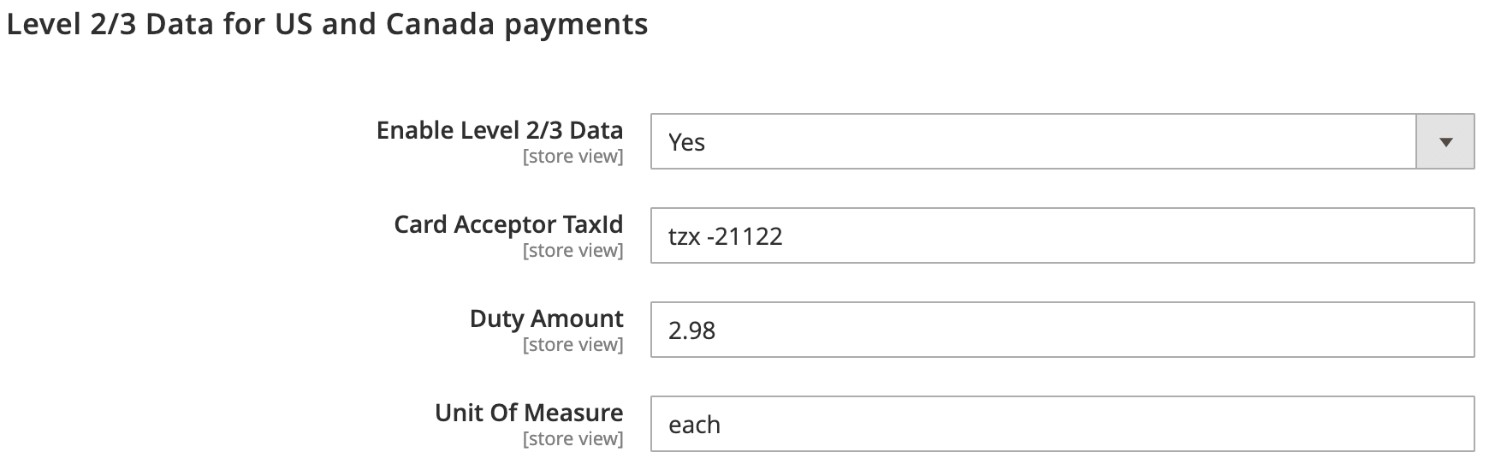 Level 2/3 Data for US and Canada payments
Enable Level 2/3 Data
[store view]
Yes
Card Acceptor TaxId
[store view]
tzx -21122
Duty Amount
[store view]
2.98
Unit Of Measure
[store view]
each